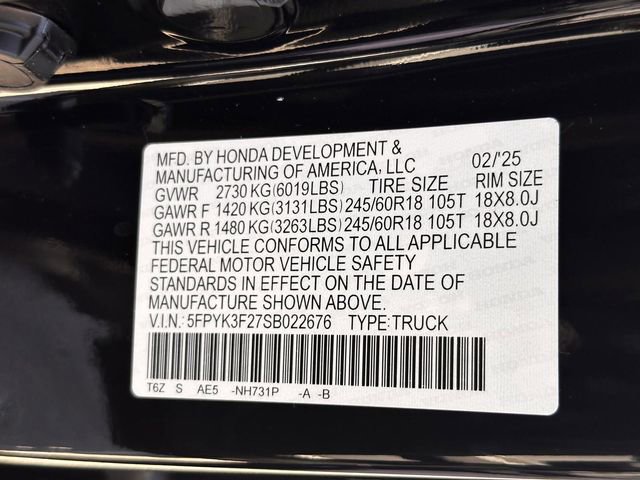 MFD. BY HONDA DEVELOPMENT &
MANUFACTURING OF AMERICA, LLC 02/'25
GVWR 2730 KG(6019LBS) TIRE SIZE RIM SIZE
GAWR F 1420 KG(3131LBS) 245/60R18 105T 18X8.0J
GAWR R 1480 KG(3263LBS) 245/60R18 105T 18X8.0J
THIS VEHICLE CONFORMS TO ALL APPLICABLE
FEDERAL MOTOR VEHICLE SAFETY
STANDARDS IN EFFECT ON THE DATE OF
MANUFACTURE SHOWN ABOVE.
V.I.N.: 5FPYK3F27SB022676 TYPE:TRUCK
T6Z S AE5 -NH731P -A -B